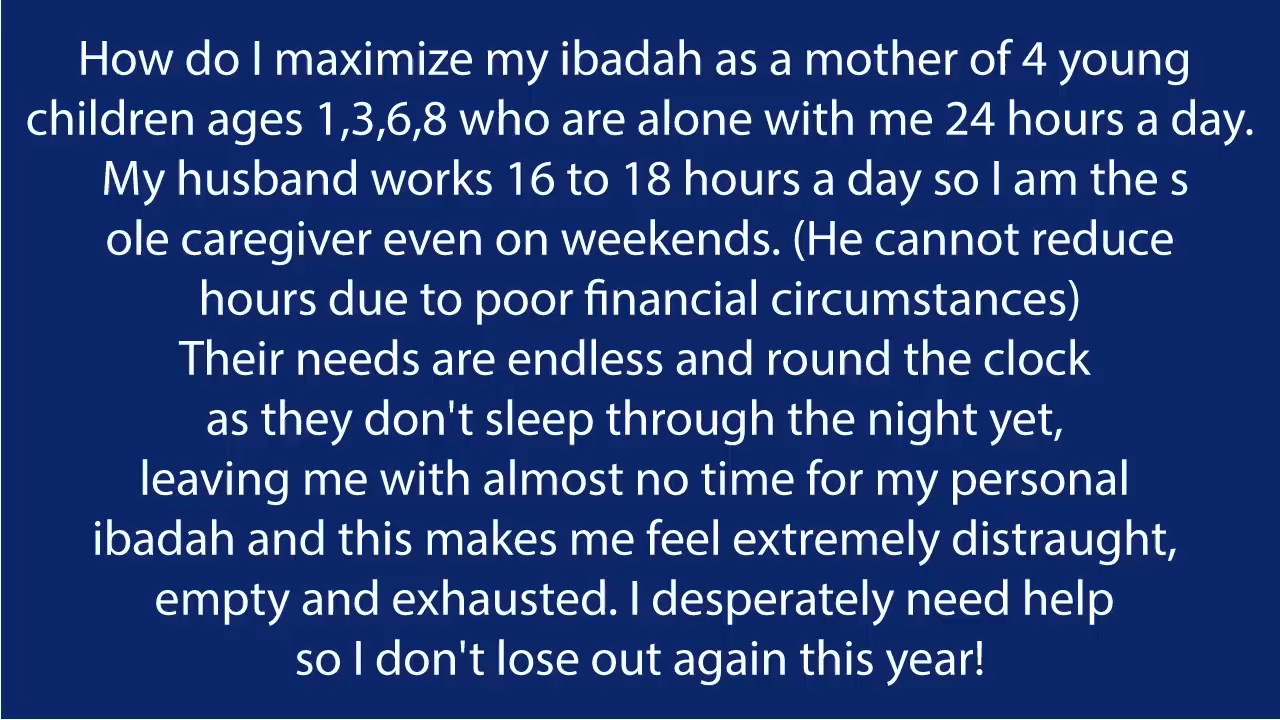 How do I maximize my ibadah as a mother of 4 young
children ages 1,3,6,8 who are alone with me 24 hours a day.
My husband works 16 to 18 hours a day so I am the s
ole caregiver even on weekends. (He cannot reduce
hours due to poor financial circumstances)
Their needs are endless and round the clock
as they don't sleep through the night yet,
leaving me with almost no time for my personal
ibadah and this makes me feel extremely distraught,
empty and exhausted. I desperately need help
so I don't lose out again this year!